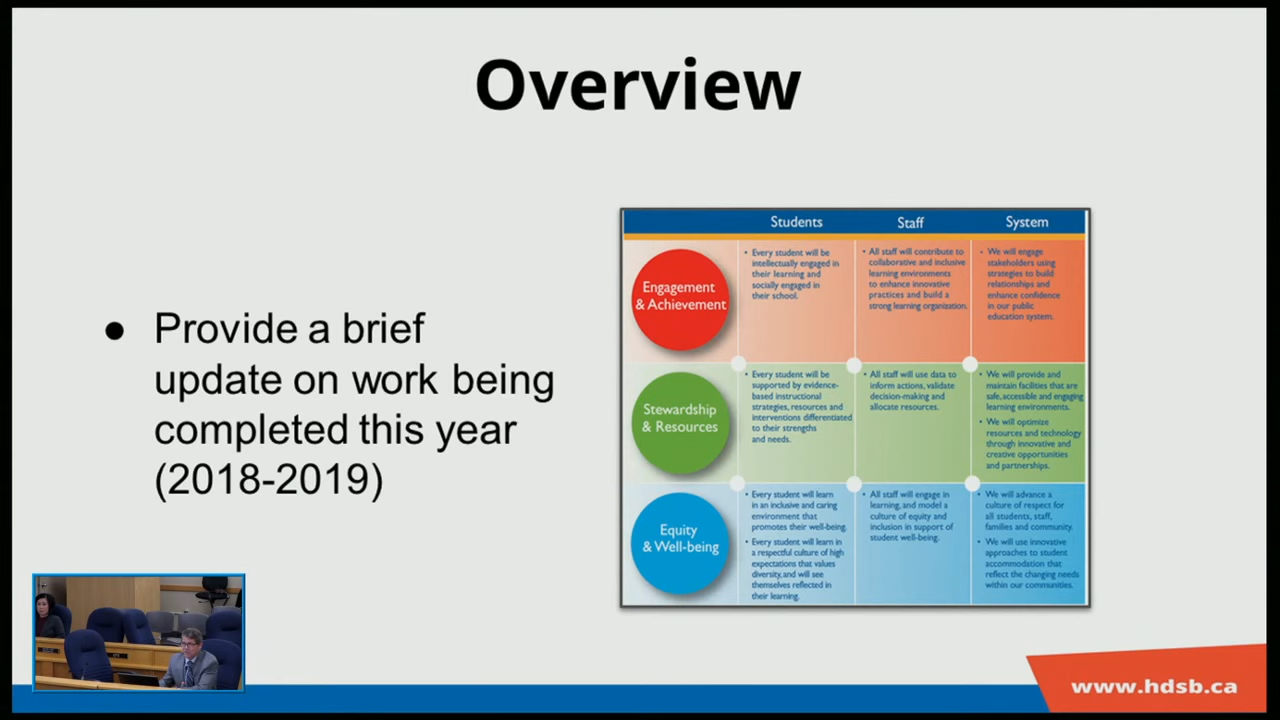 Overview
● Provide a brief
update on work being
completed this year
(2018-2019)
Students Staff System
Engagement
& Achievement
• Every student will be
intellectually engaged in
their learning and
socially engaged in
their school.
• All staff will contribute to
collaborative and inclusive
learning environments
to enhance innovative
practices and build a
strong learning organization.
• We will engage
stakeholders using
strategies to build
relationships and
enhance confidence
in our public
education system.
Stewardship
& Resources
• Every student will be
supported by evidence-
based instructional
strategies, resources and
interventions differentiated
to their strengths
and needs.
• All staff will use data to
inform actions, validate
decision-making and
allocate resources.
• We will provide and
maintain facilities that are
safe, accessible and engaging
learning environments.
• We will optimize
resources and technology
through innovative and
creative opportunities
and partnerships.
Equity
& Well-being
• Every student will learn
in an inclusive and caring
environment that
promotes their well-being.
• Every student will learn in
a respectful culture of high
expectations that values
diversity, and will see
themselves reflected in
their learning.
• All staff will engage in
learning, and model a
culture of equity and
inclusion in support of
student well-being.
• We will advance a
culture of respect for
all students, staff,
families and community.
• We will use innovative
approaches to student
accommodation that
reflect the changing needs
within our communities.
www.hdsb.ca